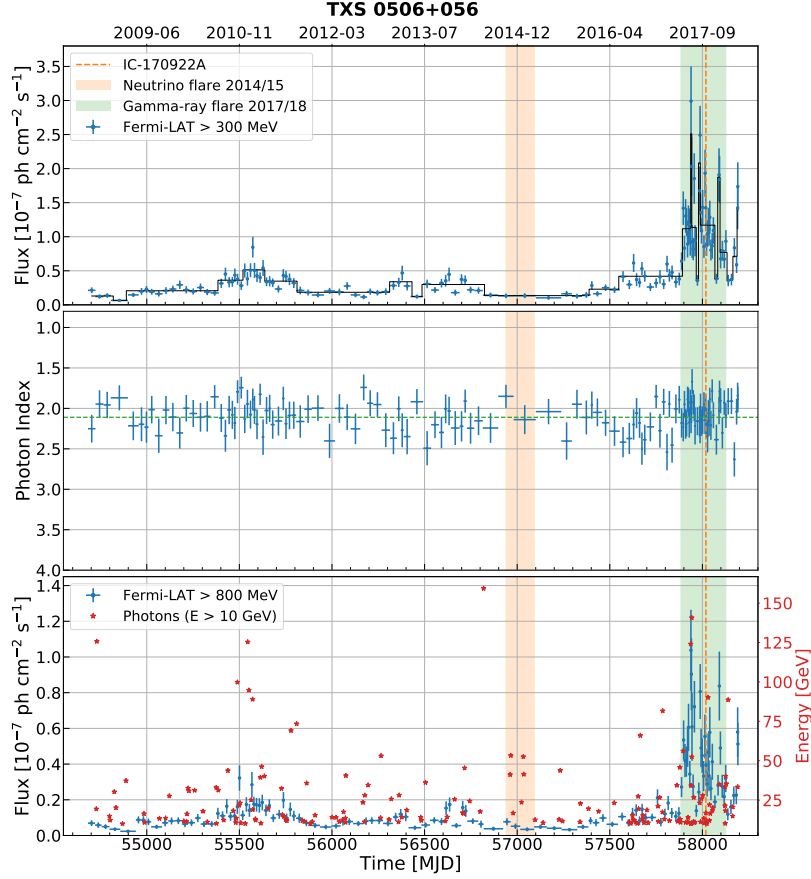 TXS 0506+056
2009-06 2010-11 2012-03 2013-07 2014-12 2016-04 2017-09
Flux [10⁻⁷ ph cm⁻² s⁻¹]
3.5
3.0
2.5
2.0
1.5
1.0
0.5
0.0
IC-170922A
Neutrino flare 2014/15
Gamma-ray flare 2017/18
Fermi-LAT > 300 MeV
Photon Index
1.0
1.5
2.0
2.5
3.0
3.5
4.0
Flux [10⁻⁷ ph cm⁻² s⁻¹]
1.4
1.2
1.0
0.8
0.6
0.4
0.2
0.0
Fermi-LAT > 800 MeV
Photons (E > 10 GeV)
150
125
100
75
50
25
Energy [GeV]
55000 55500 56000 56500 57000 57500 58000
Time [MJD]